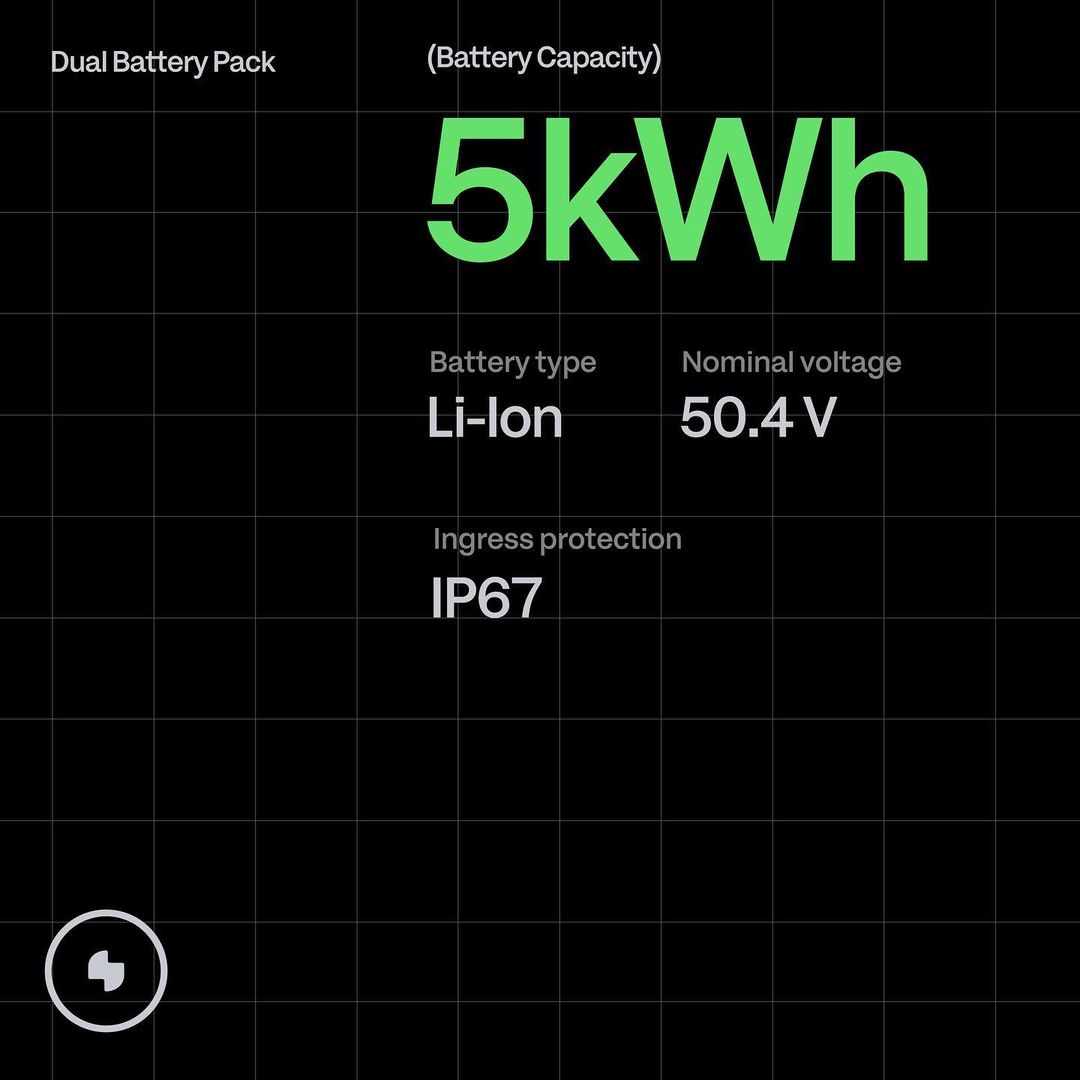 Dual Battery Pack
(Battery Capacity)
5kWh
Battery type
Li-Ion
Nominal voltage
50.4 V
Ingress protection
IP67